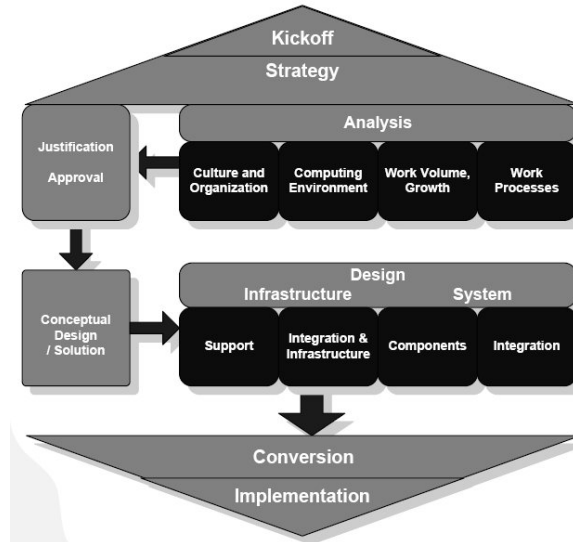 Kickoff
Strategy
Justification
Approval
Analysis
Culture and
Organization
Computing
Environment
Work Volume,
Growth
Work
Processes
Conceptual
Design
/ Solution
Design
Infrastructure
System
Support
Integration &
Infrastructure
Components
Integration
Conversion
Implementation